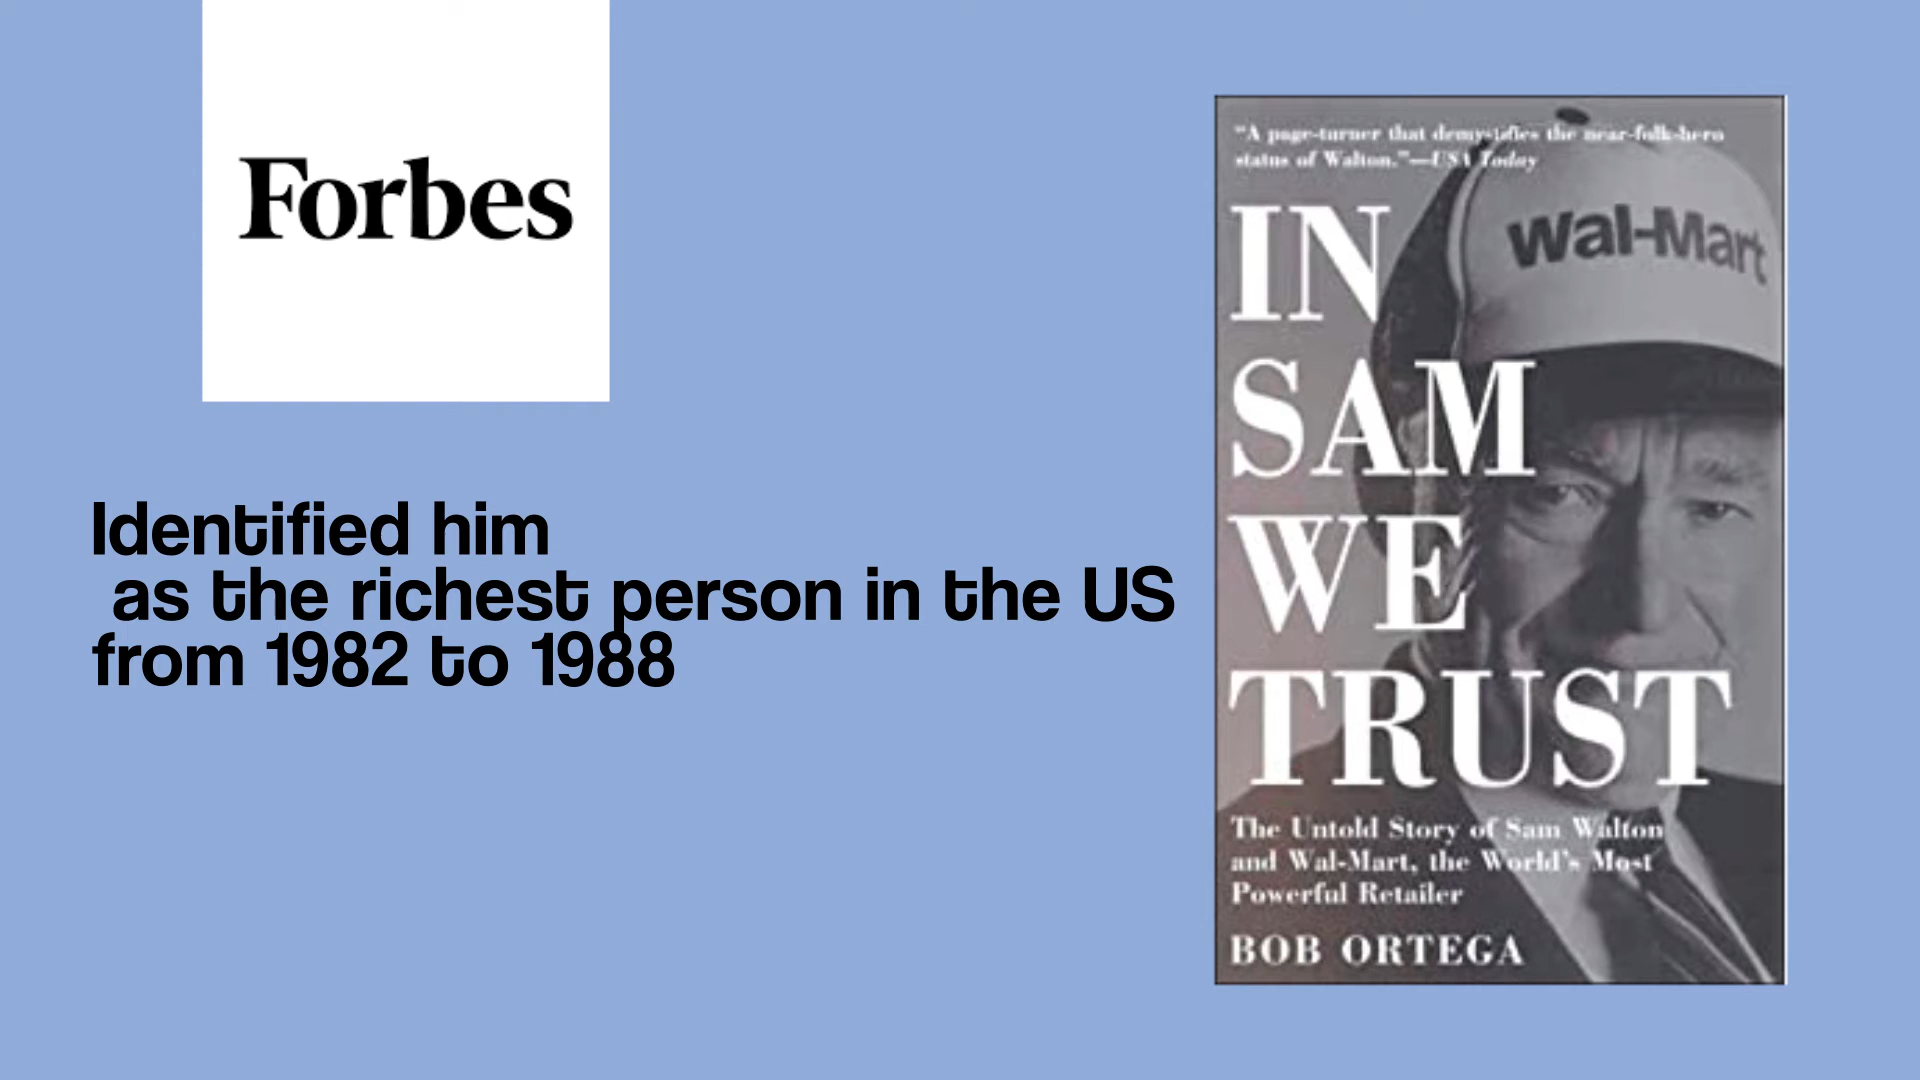 Forbes
Identified him
as the richest person in the US
from 1982 to 1988
"A page-turner that demystifies the near-folk-hero
status of Walton."—USA Today
Wal-Mart
IN
SAM
WE
TRUST
The Untold Story of Sam Walton
and Wal-Mart, the World's Most
Powerful Retailer
BOB ORTEGA